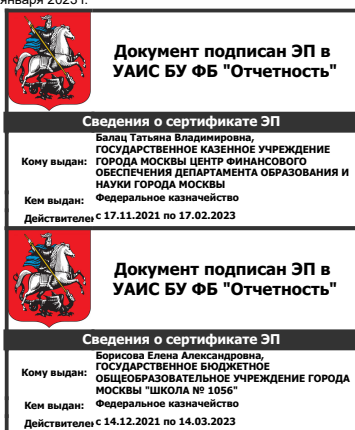 января 2023 г.
Документ подписан ЭП в
УАИС БУ ФБ "Отчетность"
Сведения о сертификате ЭП
Кому выдан: Балац Татьяна Владимировна,
ГОСУДАРСТВЕННОЕ КАЗЕННОЕ УЧРЕЖДЕНИЕ
ГОРОДА МОСКВЫ ЦЕНТР ФИНАНСОВОГО
ОБЕСПЕЧЕНИЯ ДЕПАРТАМЕНТА ОБРАЗОВАНИЯ И
НАУКИ ГОРОДА МОСКВЫ
Кем выдан: Федеральное казначейство
Действителен с 17.11.2021 по 17.02.2023
Документ подписан ЭП в
УАИС БУ ФБ "Отчетность"
Сведения о сертификате ЭП
Кому выдан: Борисова Елена Александровна,
ГОСУДАРСТВЕННОЕ БЮДЖЕТНОЕ
ОБЩЕОБРАЗОВАТЕЛЬНОЕ УЧРЕЖДЕНИЕ ГОРОДА
МОСКВЫ "ШКОЛА № 1056"
Кем выдан: Федеральное казначейство
Действителен с 14.12.2021 по 14.03.2023